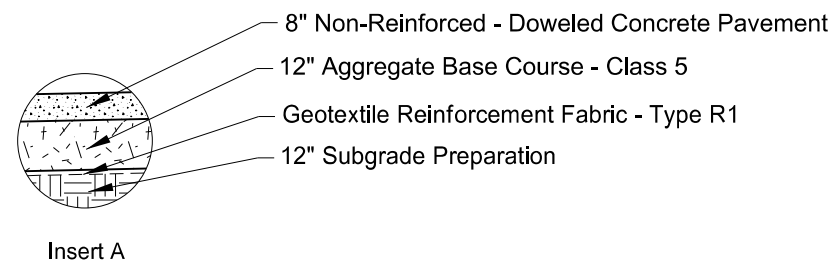 8" Non-Reinforced - Doweled Concrete Pavement
12" Aggregate Base Course - Class 5
Geotextile Reinforcement Fabric - Type R1
12" Subgrade Preparation
Insert A